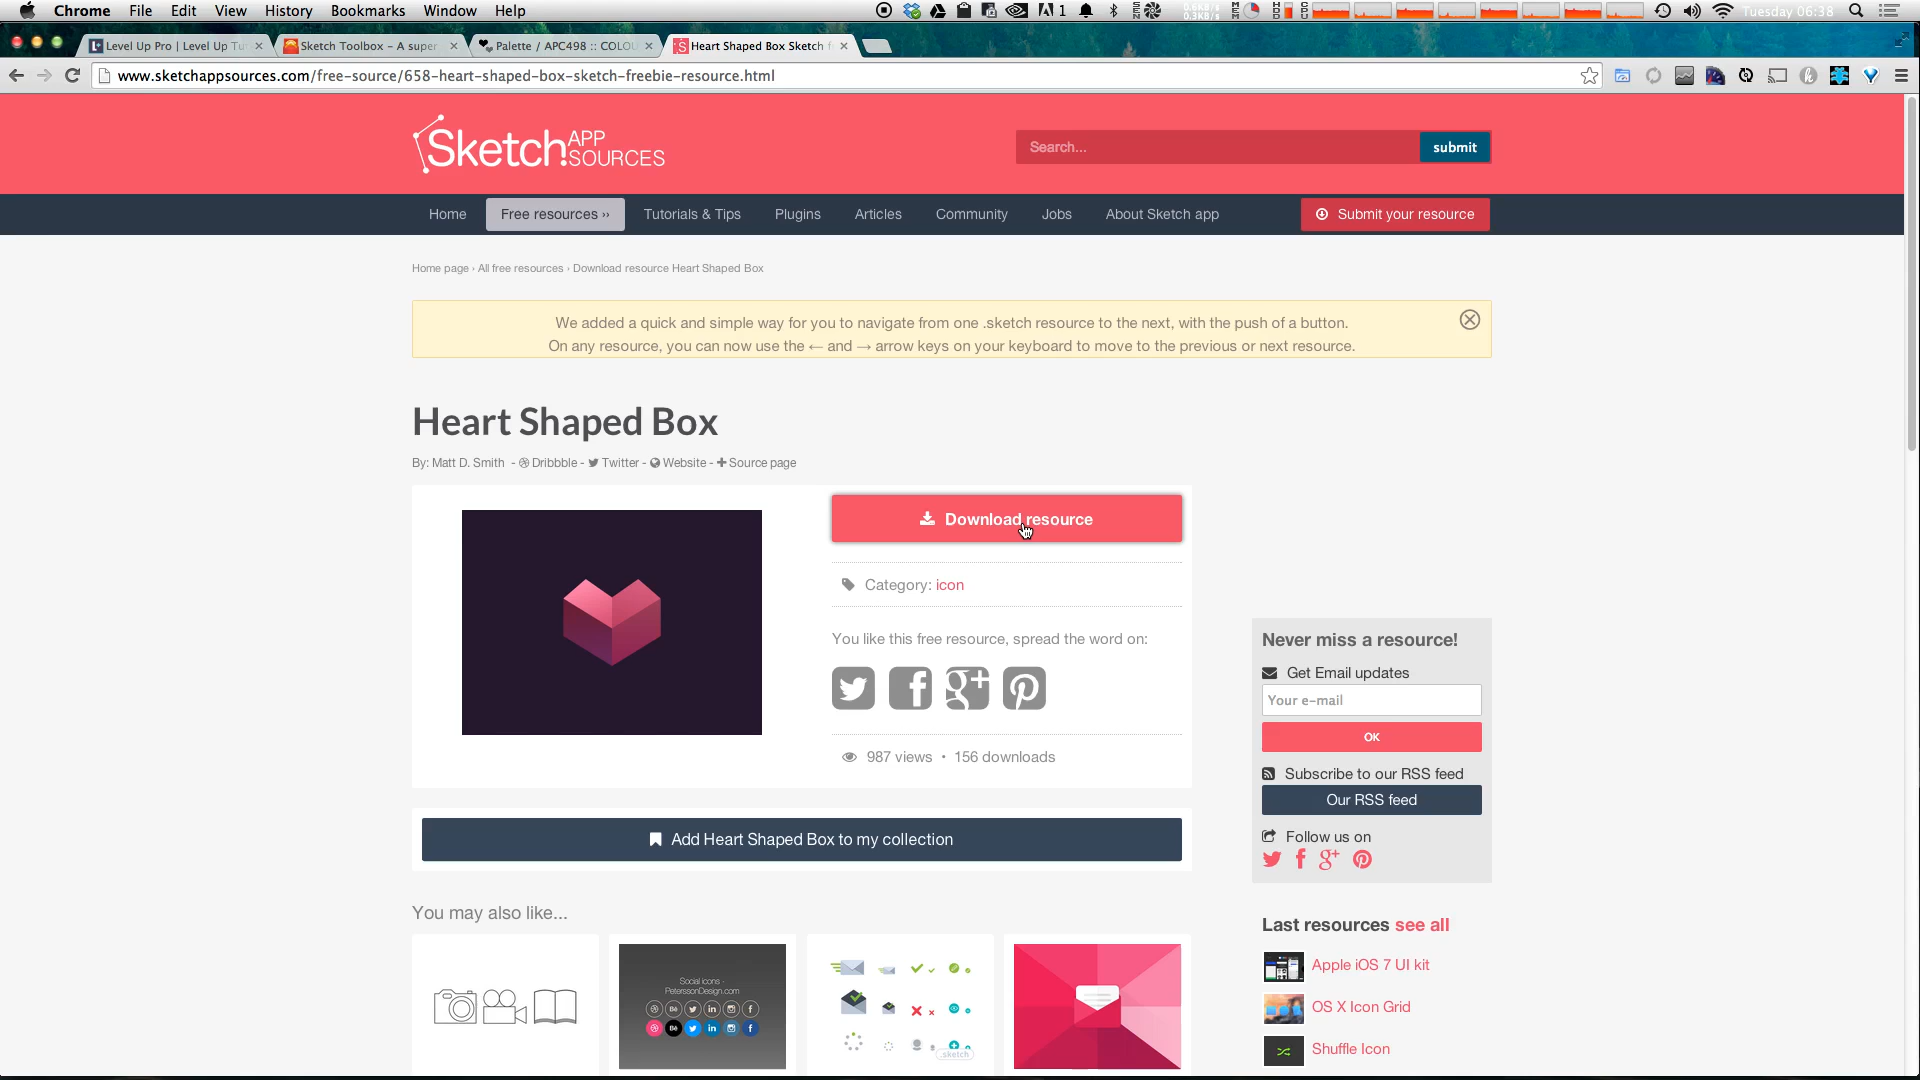 Chrome File Edit View History Bookmarks Window Help
1 Tuesday 06:38
Level Up Pro | Level Up Tu
Sketch Toolbox – A super
Palette / APC498 :: COLOU
Heart Shaped Box Sketch f
www.sketchappsources.com/free-source/658-heart-shaped-box-sketch-freebie-resource.html
Sketch APP SOURCES
Search...
submit
Home
Free resources ››
Tutorials & Tips
Plugins
Articles
Community
Jobs
About Sketch app
Submit your resource
Home page › All free resources › Download resource Heart Shaped Box
We added a quick and simple way for you to navigate from one .sketch resource to the next, with the push of a button.
On any resource, you can now use the ← and → arrow keys on your keyboard to move to the previous or next resource.
Heart Shaped Box
By: Matt D. Smith - Dribbble - Twitter - Website - Source page
Download resource
Category: icon
You like this free resource, spread the word on:
987 views • 156 downloads
Add Heart Shaped Box to my collection
You may also like...
Social icons -
PeterssonDesign.com
.sketch
Never miss a resource!
Get Email updates
Your e-mail
OK
Subscribe to our RSS feed
Our RSS feed
Follow us on
Last resources see all
Apple iOS 7 UI kit
OS X Icon Grid
Shuffle Icon